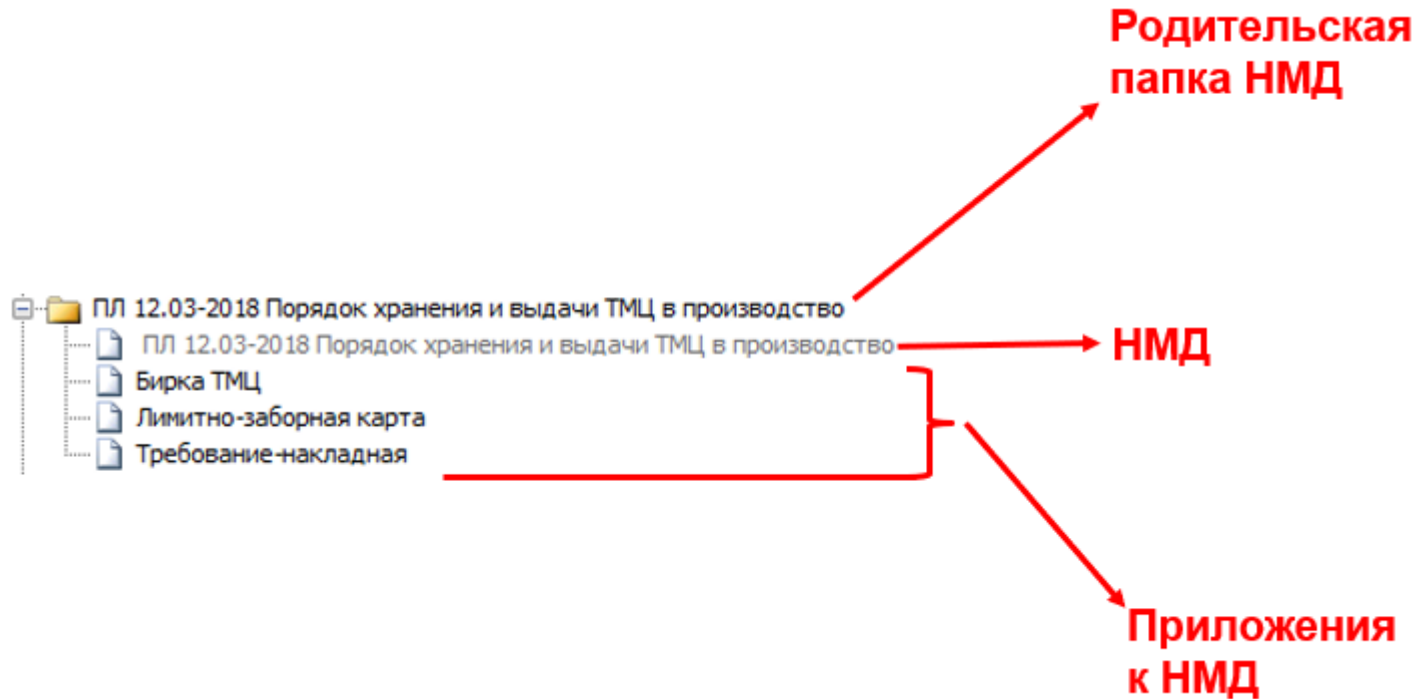 Родительская
папка НМД
ПЛ 12.03-2018 Порядок хранения и выдачи ТМЦ в производство
ПЛ 12.03-2018 Порядок хранения и выдачи ТМЦ в производство
НМД
Бирка ТМЦ
Лимитно-заборная карта
Требование-накладная
Приложения
к НМД